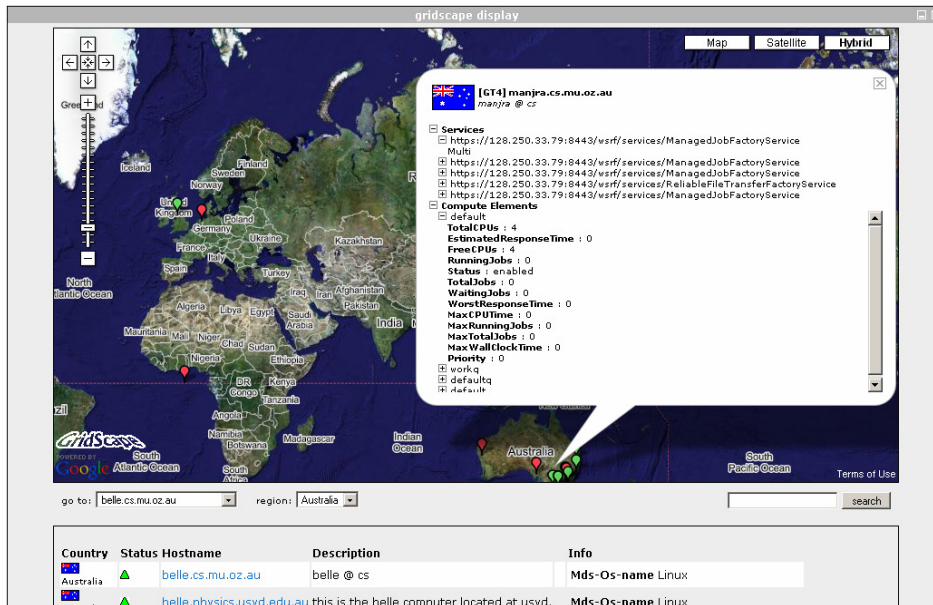 gridscape display
Map Satellite Hybrid
[GT4] manjra.cs.mu.oz.au
manjra @ cs
Services
https://128.250.33.79:8443/wsrf/services/ManagedJobFactoryService
Multi
https://128.250.33.79:8443/wsrf/services/ManagedJobFactoryService
https://128.250.33.79:8443/wsrf/services/ManagedJobFactoryService
https://128.250.33.79:8443/wsrf/services/ReliableFileTransferFactoryService
https://128.250.33.79:8443/wsrf/services/ManagedJobFactoryService
Compute Elements
default
TotalCPUs : 4
EstimatedResponseTime : 0
FreeCPUs : 4
RunningJobs : 0
Status : enabled
TotalJobs : 0
WaitingJobs : 0
WorstResponseTime : 0
MaxCPUTime : 0
MaxRunningJobs : 0
MaxTotalJobs : 0
MaxWallClockTime : 0
Priority : 0
workq
defaultq
default
Iceland
Finland
Sweden
Norway
United
Kingdom
Poland
Germany
Ukraine
Kazakhstan
France
Italy
Spain
Turkey
North
Atlantic Ocean
Iraq
Iran
Afghanistan
Pakistan
Algeria
Libya
Egypt
Saudi
Arabia
India
Mauritania
Mali
Niger
Chad
Sudan
Nigeria
Ethiopia
DR
Congo
Kenya
Tanzania
Angola
Namibia
Botswana
Madagascar
Indian
Ocean
Australia
South
Atlantic Ocean
South
Africa
South
Pacific Ocean
GridScape
POWERED BY
Google
Terms of Use
go to: belle.cs.mu.oz.au region: Australia search
Country Status Hostname Description Info
Australia belle.cs.mu.oz.au belle @ cs Mds-Os-name Linux
belle.physics.usyd.edu.au this is the belle computer located at usyd. Mds-Os-name Linux